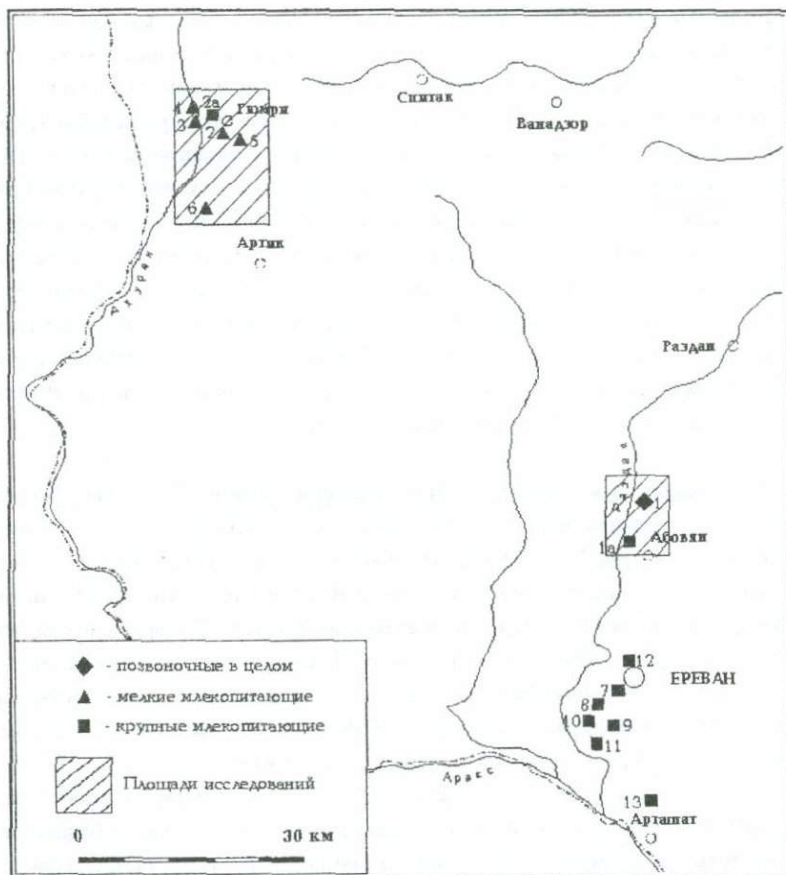 Спитак
Ванадзор
4
2а
Гюмри
3
2
5
6
Артик
Ахурян
Раздан
Раздан
1
1а
Абовян
12
ЕРЕВАН
7
8
10
9
11
13
Арташат
Аракс
- позвоночные в целом
- мелкие млекопитающие
- крупные млекопитающие
Площади исследований
0 30 км